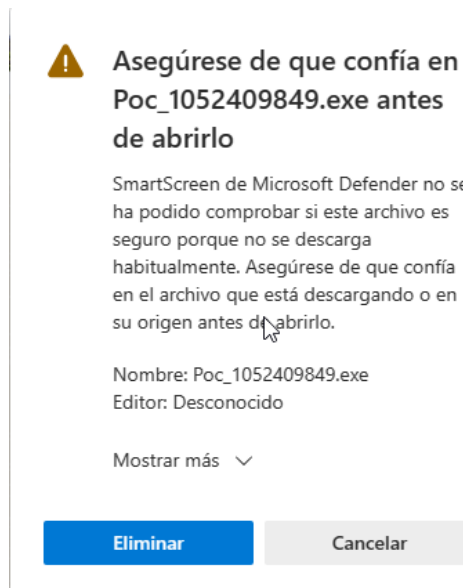 Asegúrese de que confía en
Poc_1052409849.exe antes
de abrirlo
SmartScreen de Microsoft Defender no se
ha podido comprobar si este archivo es
seguro porque no se descarga
habitualmente. Asegúrese de que confía
en el archivo que está descargando o en
su origen antes de abrirlo.
Nombre: Poc_1052409849.exe
Editor: Desconocido
Mostrar más
Eliminar
Cancelar